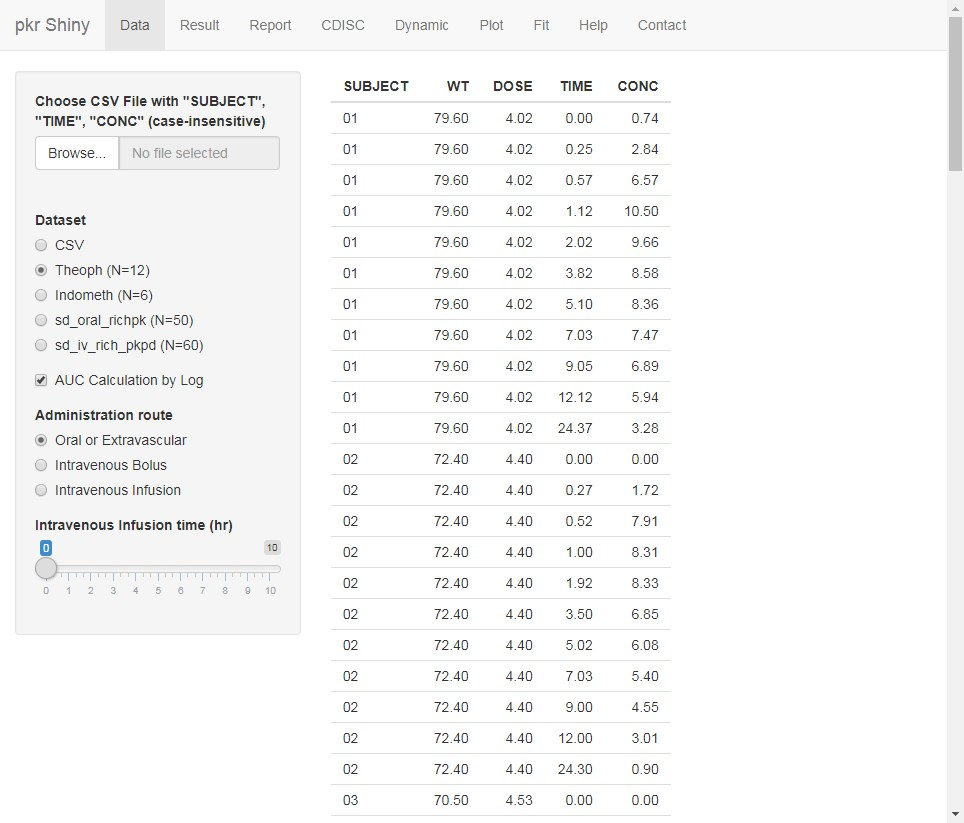 pkr Shiny Data Result Report CDISC Dynamic Plot Fit Help Contact
Choose CSV File with "SUBJECT",
"TIME", "CONC" (case-insensitive)
Browse... No file selected
Dataset
CSV
Theoph (N=12)
Indometh (N=6)
sd_oral_richpk (N=50)
sd_iv_rich_pkpd (N=60)
AUC Calculation by Log
Administration route
Oral or Extravascular
Intravenous Bolus
Intravenous Infusion
Intravenous Infusion time (hr)
0 10
0 1 2 3 4 5 6 7 8 9 10
SUBJECT WT DOSE TIME CONC
01 79.60 4.02 0.00 0.74
01 79.60 4.02 0.25 2.84
01 79.60 4.02 0.57 6.57
01 79.60 4.02 1.12 10.50
01 79.60 4.02 2.02 9.66
01 79.60 4.02 3.82 8.58
01 79.60 4.02 5.10 8.36
01 79.60 4.02 7.03 7.47
01 79.60 4.02 9.05 6.89
01 79.60 4.02 12.12 5.94
01 79.60 4.02 24.37 3.28
02 72.40 4.40 0.00 0.00
02 72.40 4.40 0.27 1.72
02 72.40 4.40 0.52 7.91
02 72.40 4.40 1.00 8.31
02 72.40 4.40 1.92 8.33
02 72.40 4.40 3.50 6.85
02 72.40 4.40 5.02 6.08
02 72.40 4.40 7.03 5.40
02 72.40 4.40 9.00 4.55
02 72.40 4.40 12.00 3.01
02 72.40 4.40 24.30 0.90
03 70.50 4.53 0.00 0.00